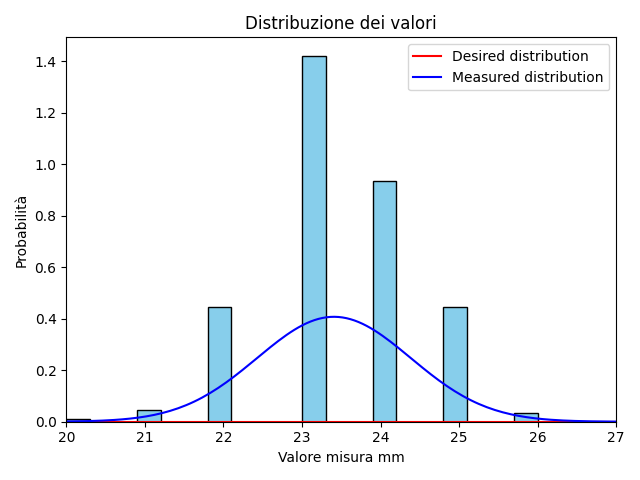 Distribuzione dei valori
Desired distribution
Measured distribution
Probabilità
1.4
1.2
1.0
0.8
0.6
0.4
0.2
0.0
20 21 22 23 24 25 26 27
Valore misura mm